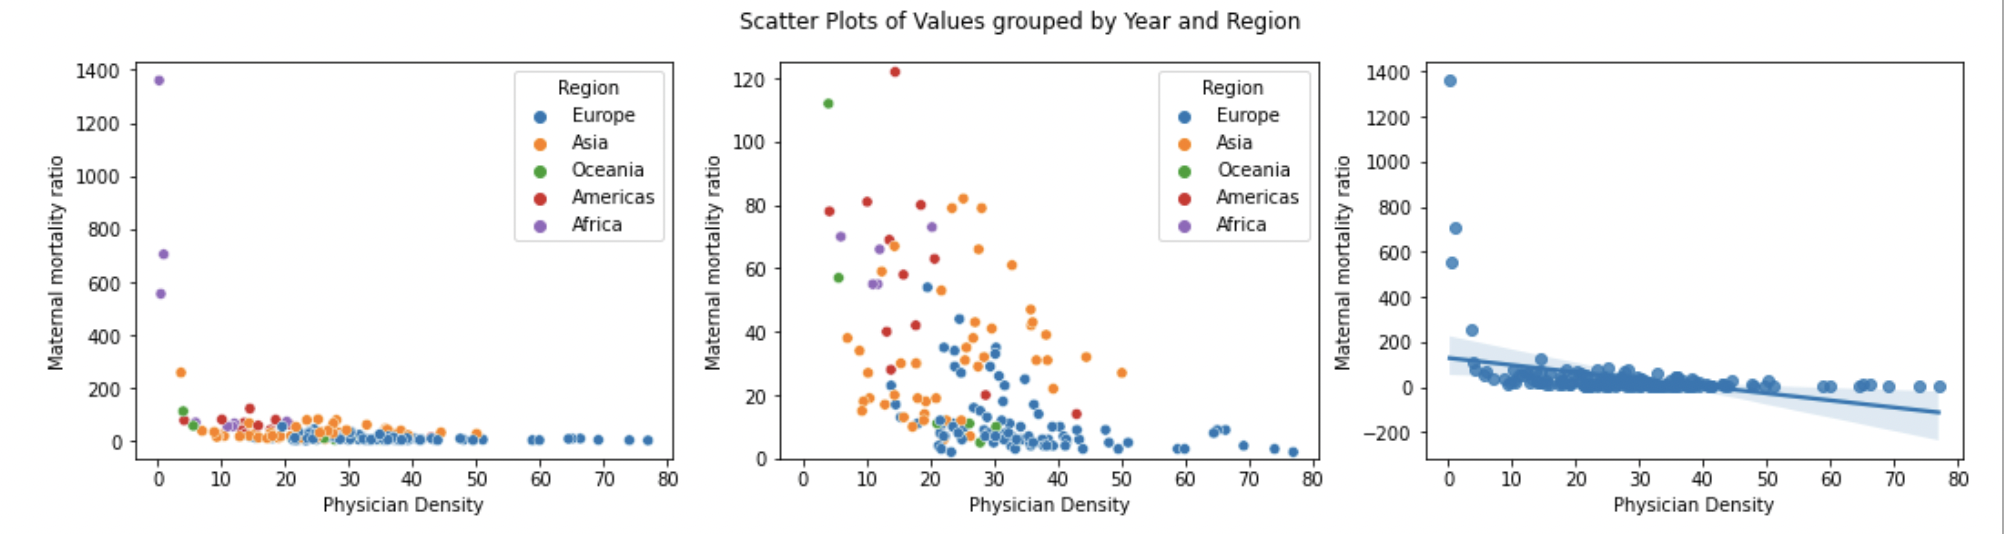 Scatter Plots of Values grouped by Year and Region
1400
1200
1000
800
600
400
200
0
Maternal mortality ratio
0 10 20 30 40 50 60 70 80
Physician Density
Region
Europe
Asia
Oceania
Americas
Africa
120
100
80
60
40
20
0
Maternal mortality ratio
0 10 20 30 40 50 60 70 80
Physician Density
Region
Europe
Asia
Oceania
Americas
Africa
1400
1200
1000
800
600
400
200
0
−200
Maternal mortality ratio
0 10 20 30 40 50 60 70 80
Physician Density